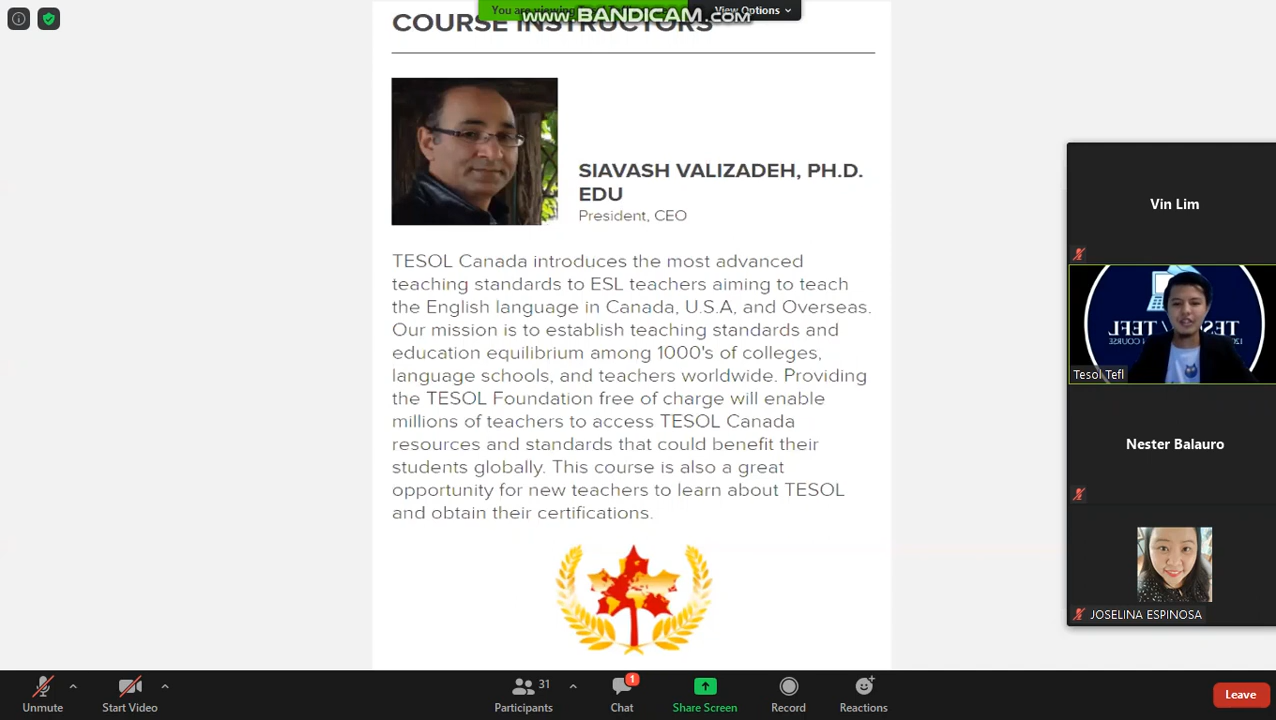 You are viewing
www.BANDICAM.com
View Options
COURSE INSTRUCTORS
SIAVASH VALIZADEH, PH.D.
EDU
President, CEO
TESOL Canada introduces the most advanced
teaching standards to ESL teachers aiming to teach
the English language in Canada, U.S.A, and Overseas.
Our mission is to establish teaching standards and
education equilibrium among 1000's of colleges,
language schools, and teachers worldwide. Providing
the TESOL Foundation free of charge will enable
millions of teachers to access TESOL Canada
resources and standards that could benefit their
students globally. This course is also a great
opportunity for new teachers to learn about TESOL
and obtain their certifications.
Vin Lim
TESOL / TEFL
Tesol Tefl
Nester Balauro
JOSELINA ESPINOSA
Unmute
Start Video
31
Participants
1
Chat
Share Screen
Record
Reactions
Leave